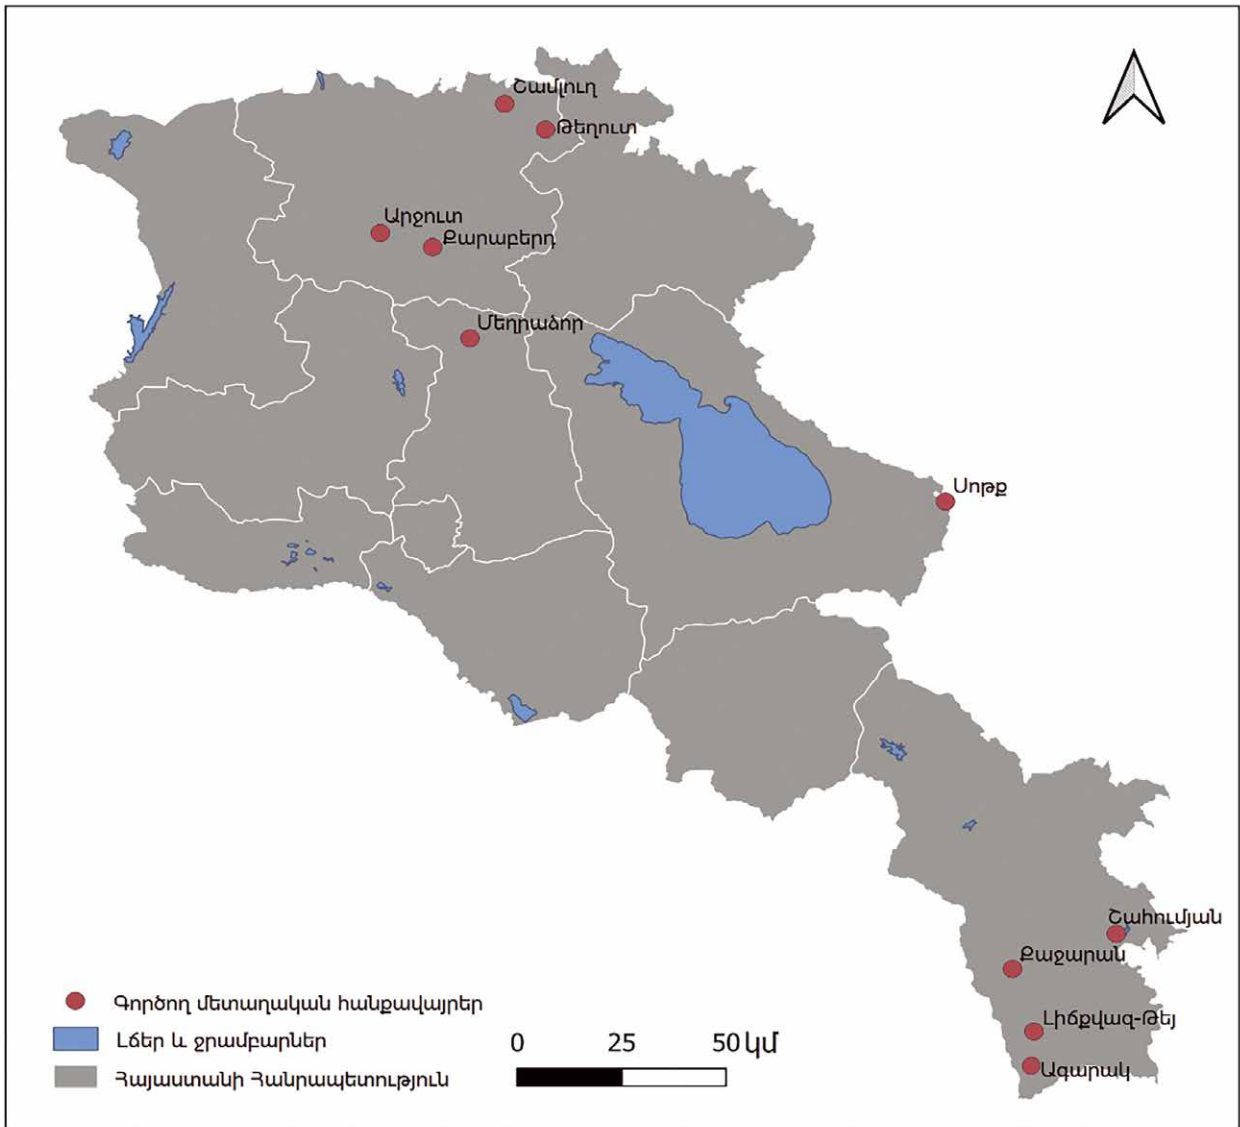 Շամլուղ
Թեղուտ
Արջուտ
Քարաբերդ
Մեղրաձոր
Սոթք
Շահումյան
Քաջարան
Լիճքվազ-Թեյ
Ագարակ
Գործող մետաղական հանքավայրեր
Լճեր և ջրամբարներ
Հայաստանի Հանրապետություն
0 25 50 կմ